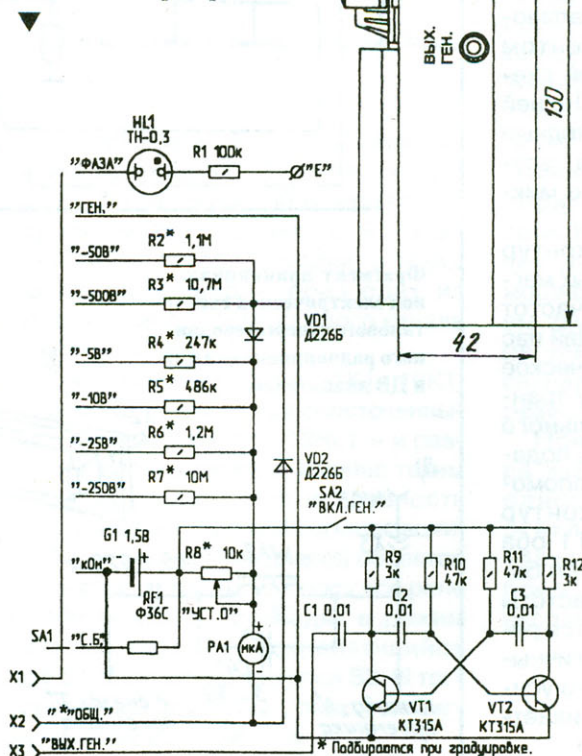 ВЫХ.
ГЕН.
130
42
HL1
ТН-0,3
R1 100к
"ФАЗА"
"Е"
"ГЕН."
R2* 1,1М
"-50В"
R3* 10,7М
"-500В"
VD1
Д226Б
R4* 247к
"-5В"
R5* 486к
"-10В"
R6* 1,2М
"-25В"
VD2
Д226Б
R7* 10М
"-250В"
SA2
"ВКЛ.ГЕН."
G1 1,5В
R8* 10к
"кОм"
R9
3к
R10
47к
R11
47к
R12
3к
RF1
Ф36С
"УСТ.0"
C1 0,01
C2
0,01
C3
0,01
SA1
"С.Б."
PA1
мкА
+
-
X1
VT1
КТ315А
VT2
КТ315А
X2
"*"ОБЩ."
X3
"ВЫХ.ГЕН."
* Подбираются при градуировке.